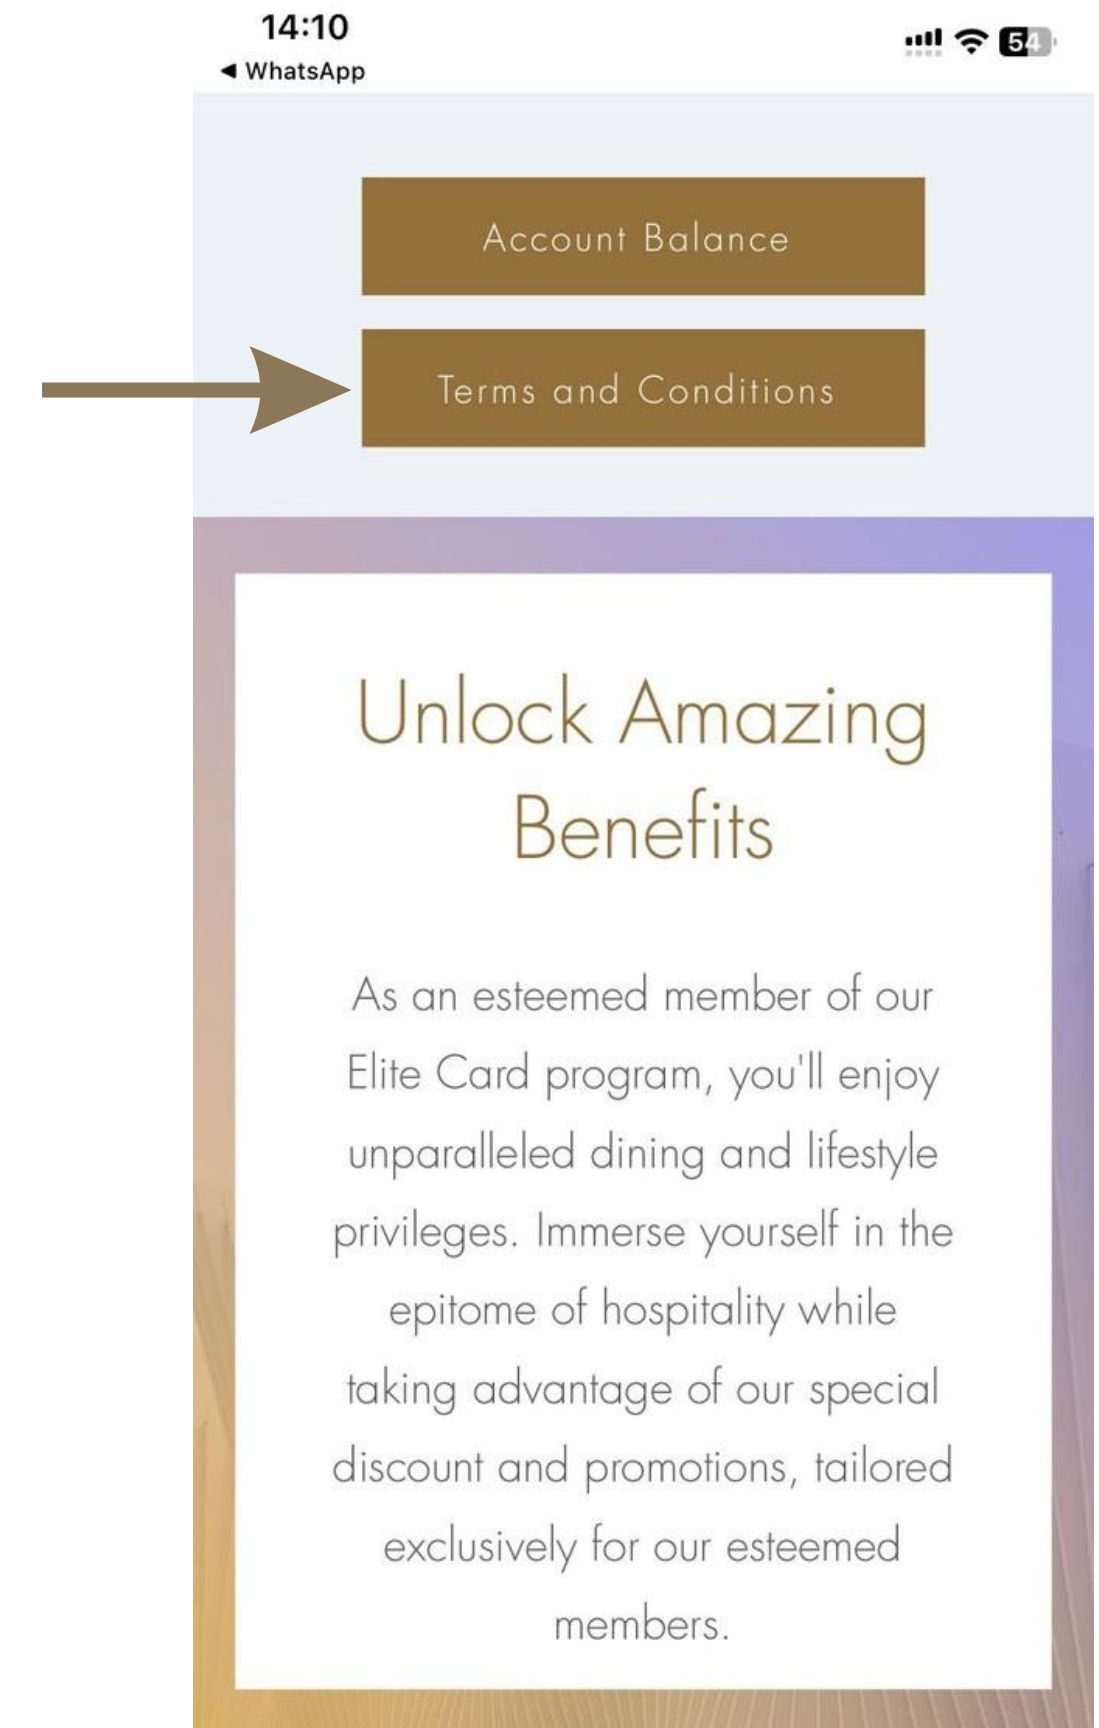 14:10
54
◀ WhatsApp
Account Balance
Terms and Conditions
Unlock Amazing
Benefits
As an esteemed member of our
Elite Card program, you'll enjoy
unparalleled dining and lifestyle
privileges. Immerse yourself in the
epitome of hospitality while
taking advantage of our special
discount and promotions, tailored
exclusively for our esteemed
members.